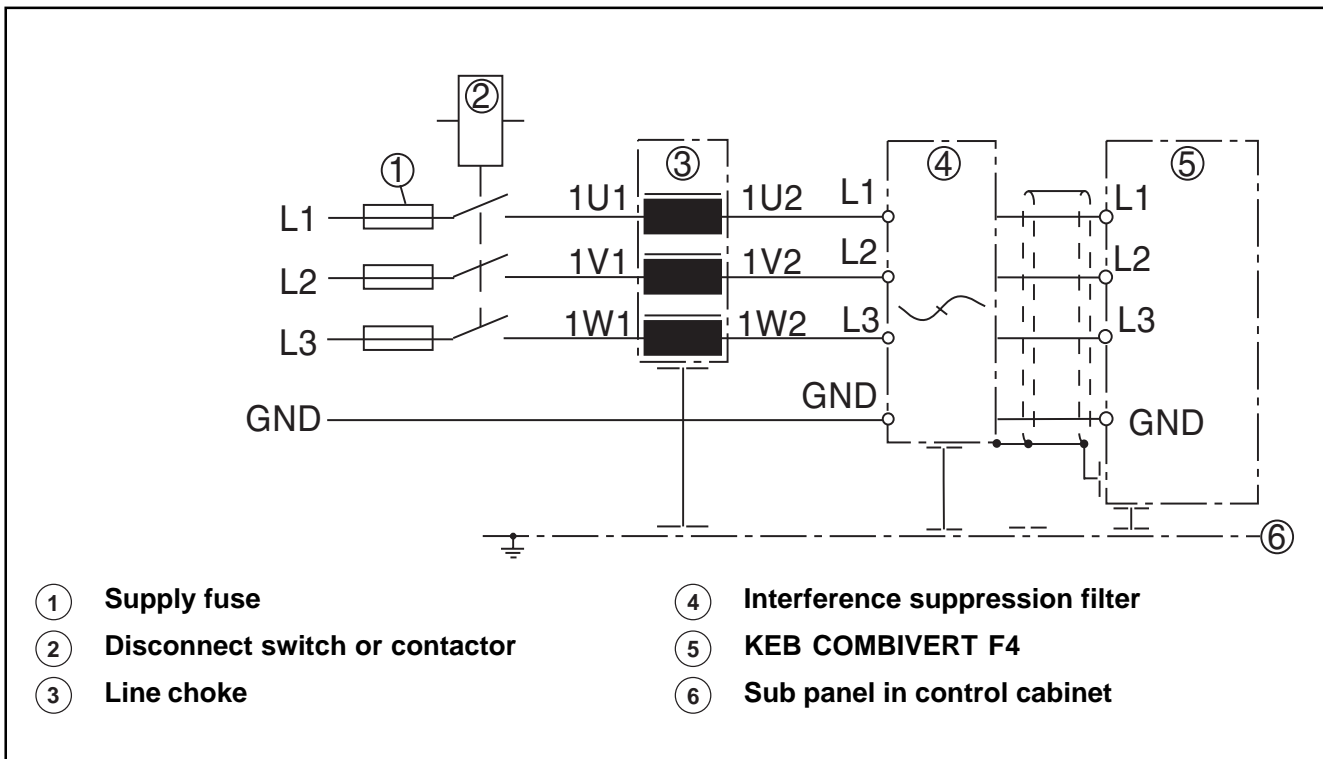 ②
① ③ ④ ⑤
L1 1U1 1U2 L1 L1
L2 1V1 1V2 L2 L2
L3 1W1 1W2 L3 L3
GND GND GND
⑥
① Supply fuse
② Disconnect switch or contactor
③ Line choke
④ Interference suppression filter
⑤ KEB COMBIVERT F4
⑥ Sub panel in control cabinet